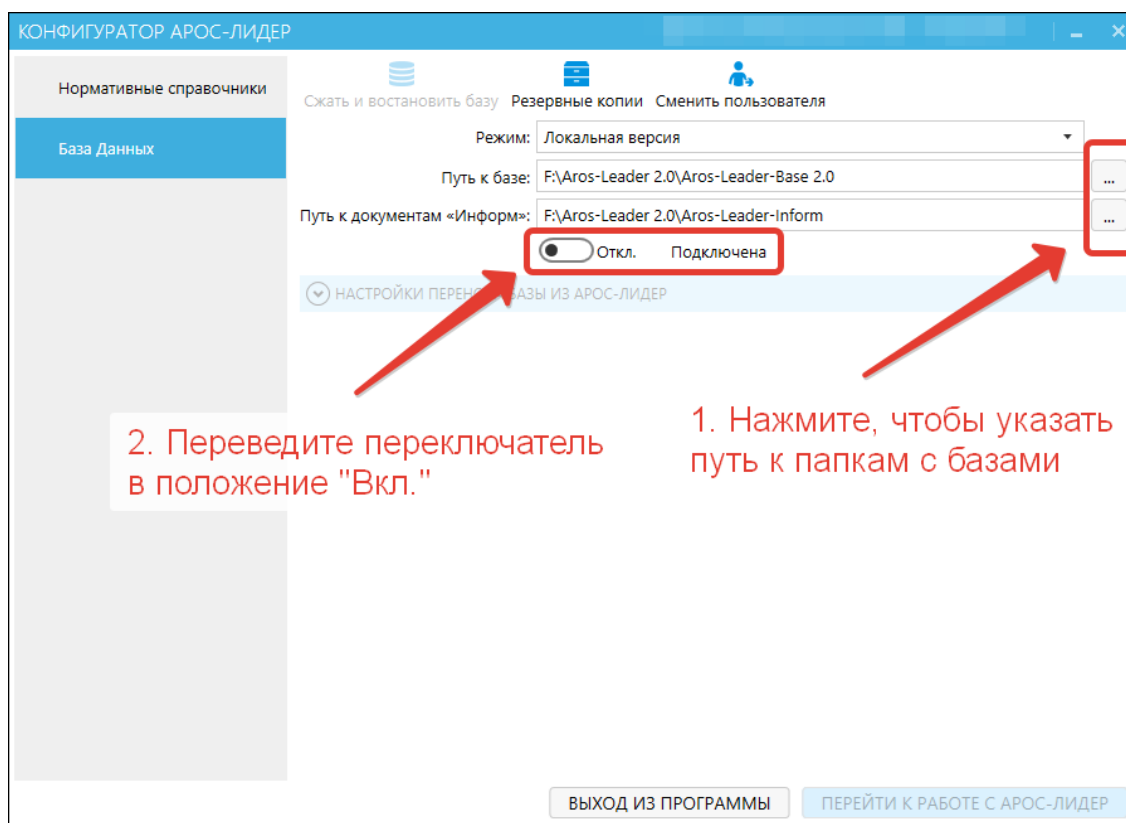 КОНФИГУРАТОР АРОС-ЛИДЕР
Нормативные справочники
База Данных
Сжать и востановить базу Резервные копии Сменить пользователя
Режим: Локальная версия
Путь к базе: F:\Aros-Leader 2.0\Aros-Leader-Base 2.0 ...
Путь к документам «Информ»: F:\Aros-Leader 2.0\Aros-Leader-Inform ...
Откл. Подключена
НАСТРОЙКИ ПЕРЕНОСА БАЗЫ ИЗ АРОС-ЛИДЕР
2. Переведите переключатель
в положение "Вкл."
1. Нажмите, чтобы указать
путь к папкам с базами
ВЫХОД ИЗ ПРОГРАММЫ ПЕРЕЙТИ К РАБОТЕ С АРОС-ЛИДЕР